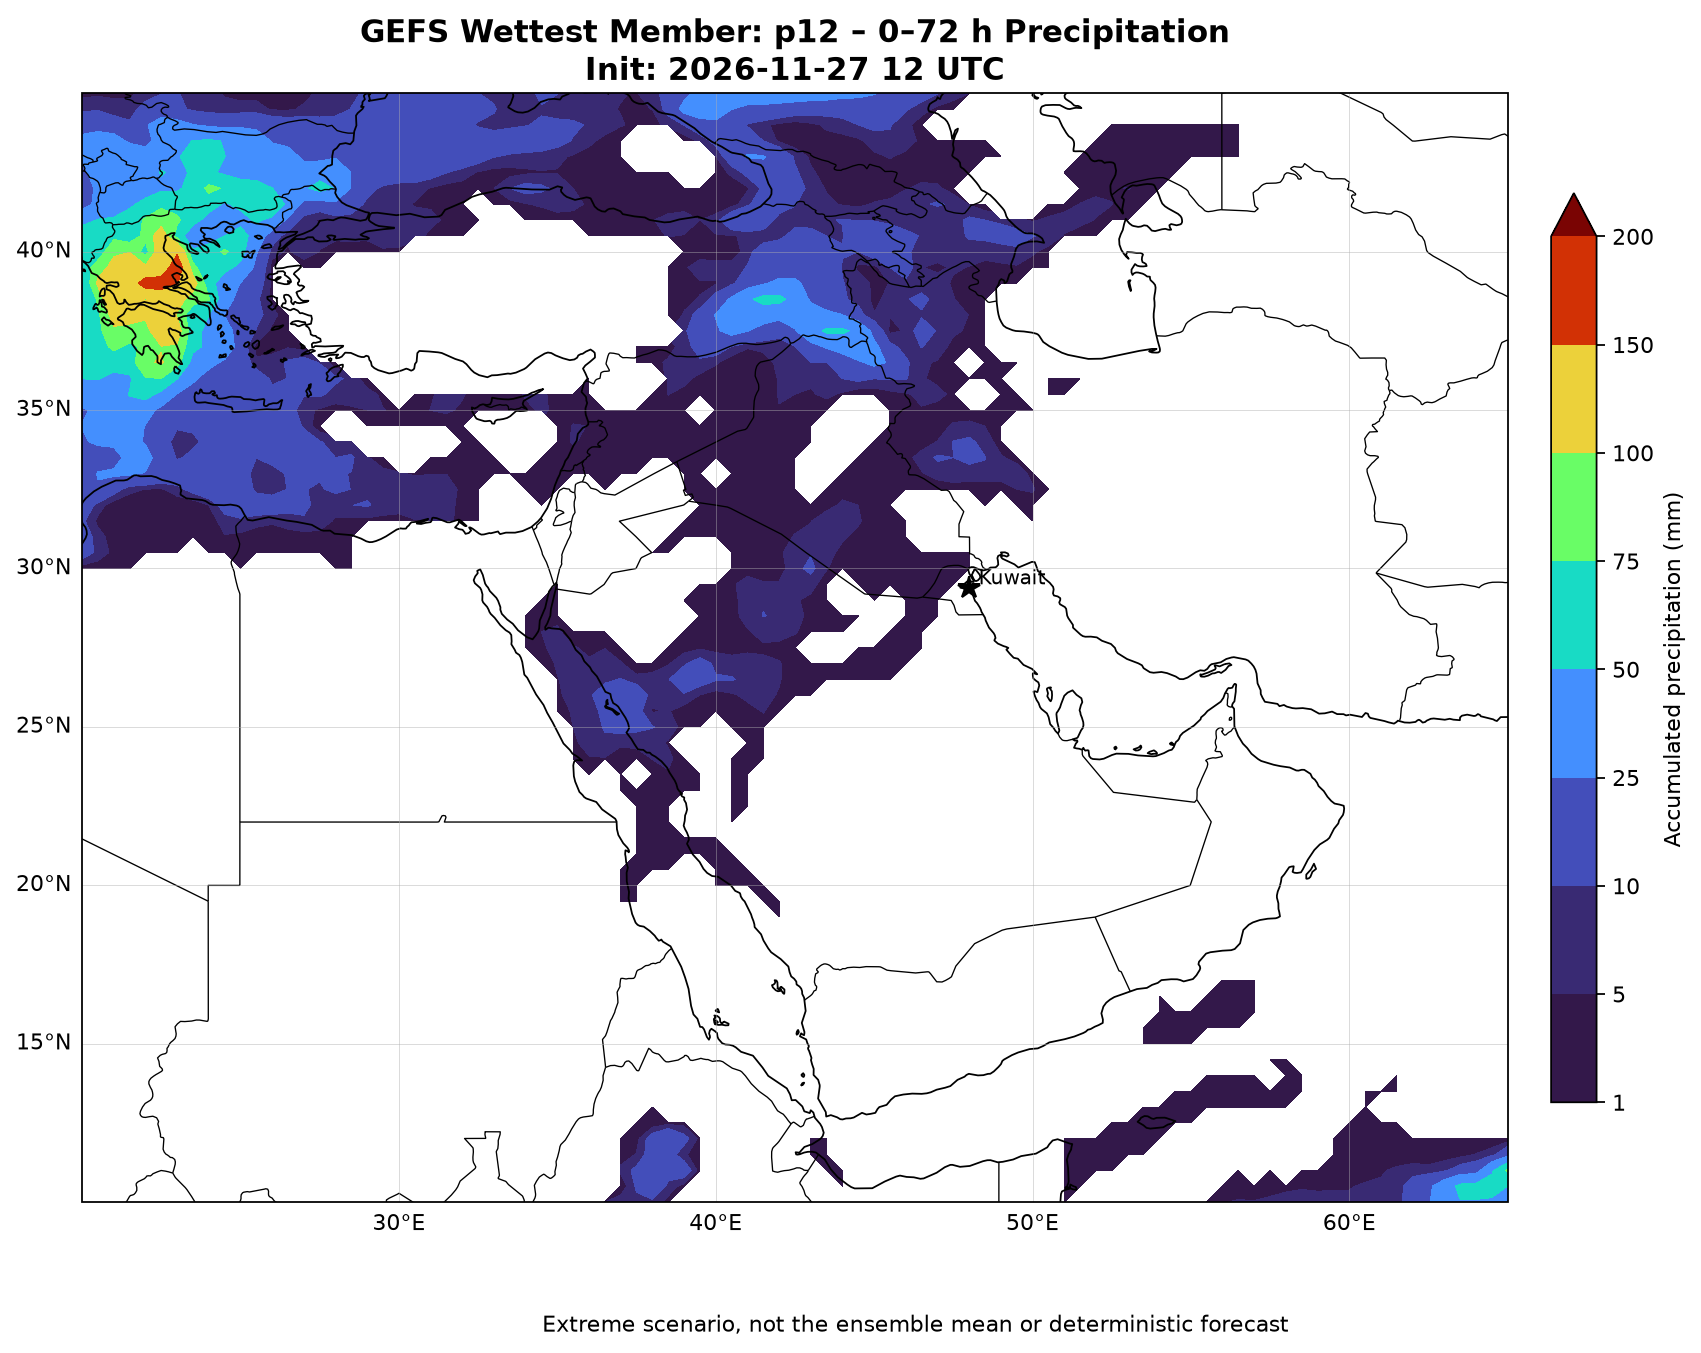 GEFS Wettest Member: p12 – 0–72 h Precipitation
Init: 2026-11-27 12 UTC
40°N
35°N
30°N
25°N
20°N
15°N
30°E
40°E
50°E
60°E
Kuwait
200
150
100
75
50
25
10
5
1
Accumulated precipitation (mm)
Extreme scenario, not the ensemble mean or deterministic forecast